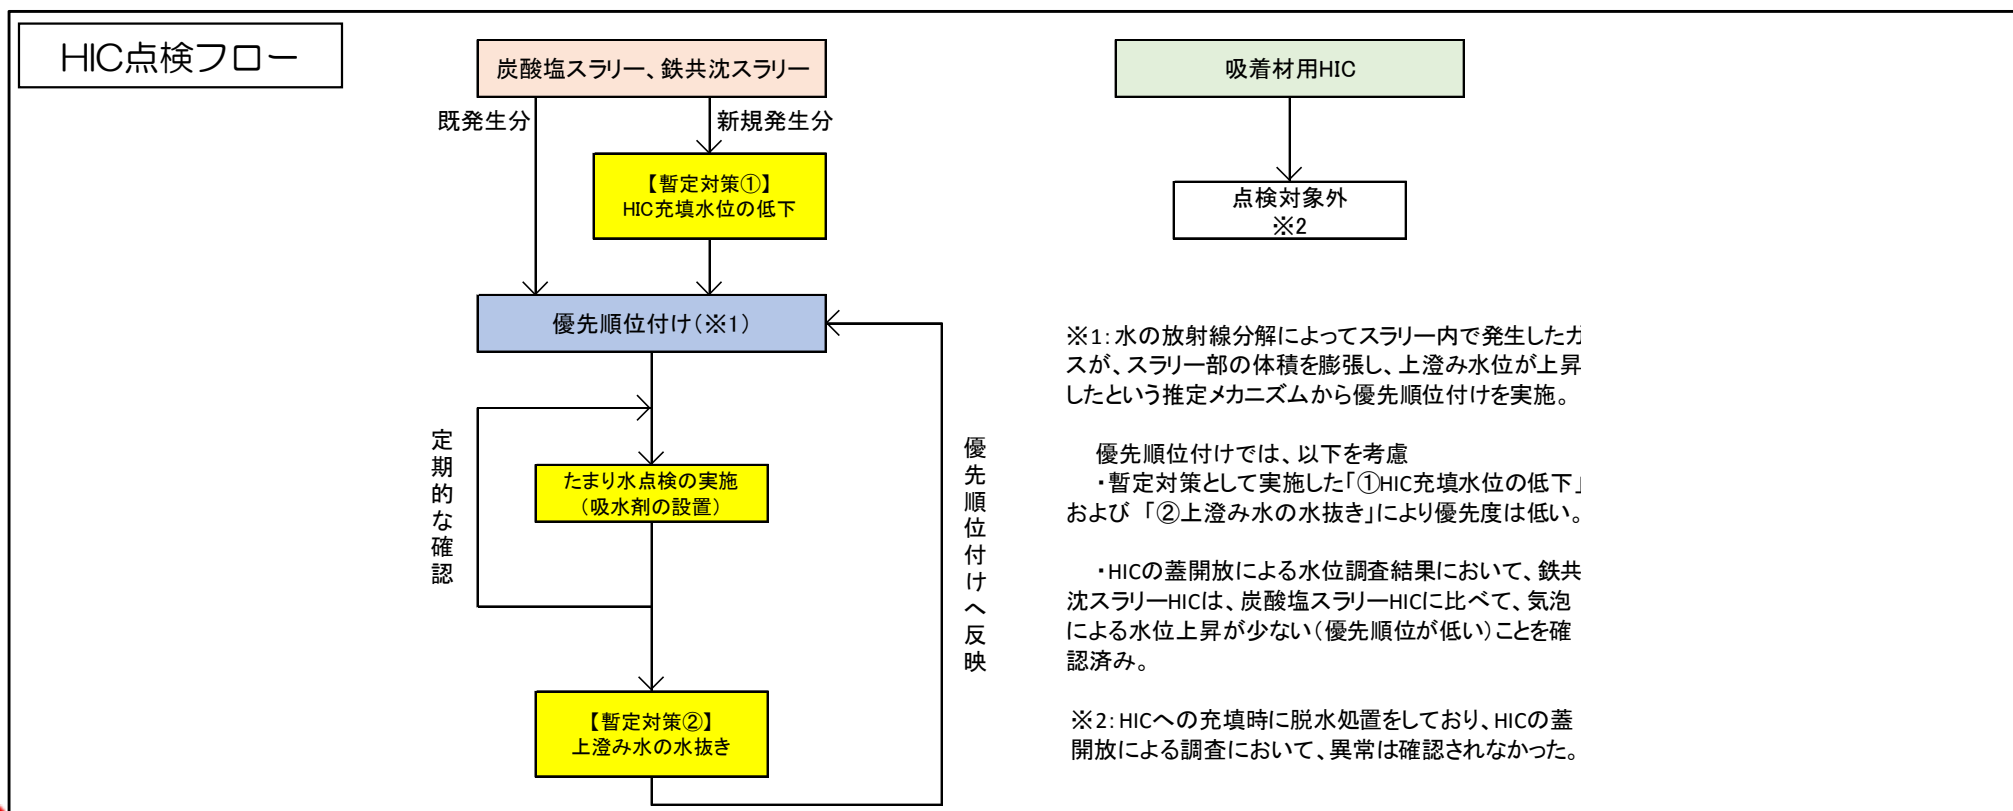 HIC点検フロー
炭酸塩スラリー、鉄共沈スラリー
既発生分
新規発生分
【暫定対策①】
HIC充填水位の低下
優先順位付け(※1)
定期的な確認
たまり水点検の実施
(吸水剤の設置)
【暫定対策②】
上澄み水の水抜き
優先順位付けへ反映
吸着材用HIC
点検対象外
※2
※1：水の放射線分解によってスラリー内で発生したガ
スが、スラリー部の体積を膨張し、上澄み水位が上昇
したという推定メカニズムから優先順位付けを実施。
優先順位付けでは、以下を考慮
・暫定対策として実施した「①HIC充填水位の低下」
および 「②上澄み水の水抜き」により優先度は低い。
・HICの蓋開放による水位調査結果において、鉄共
沈スラリーHICは、炭酸塩スラリーHICに比べて、気泡
による水位上昇が少ない(優先順位が低い)ことを確
認済み。
※2：HICへの充填時に脱水処置をしており、HICの蓋
開放による調査において、異常は確認されなかった。